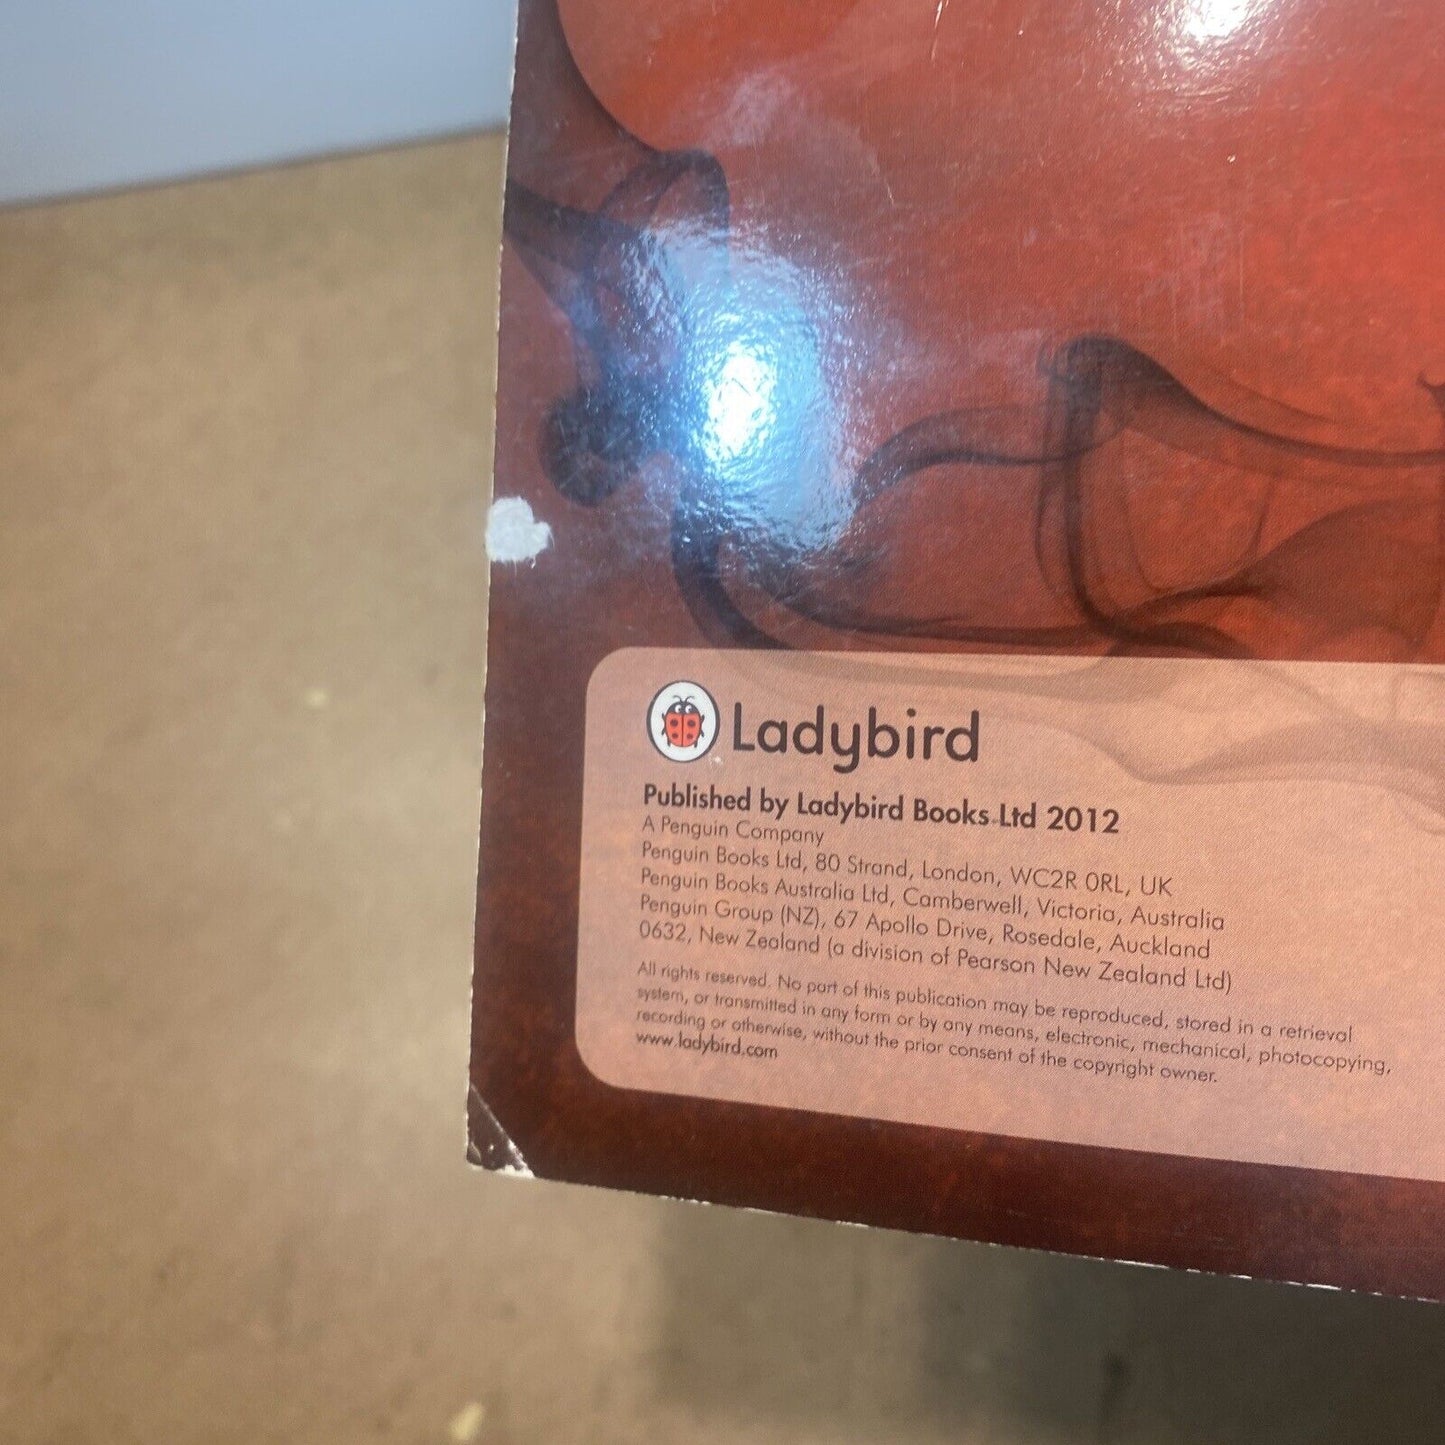 Ladybird
Published by Ladybird Books Ltd 2012
A Penguin Company
Penguin Books Ltd, 80 Strand, London, WC2R 0RL, UK
Penguin Books Australia Ltd, Camberwell, Victoria, Australia
Penguin Group (NZ), 67 Apollo Drive, Rosedale, Auckland
0632, New Zealand (a division of Pearson New Zealand Ltd)
All rights reserved. No part of this publication may be reproduced, stored in a retrieval
system, or transmitted in any form or by any means, electronic, mechanical, photocopying,
recording or otherwise, without the prior consent of the copyright owner.
www.ladybird.com